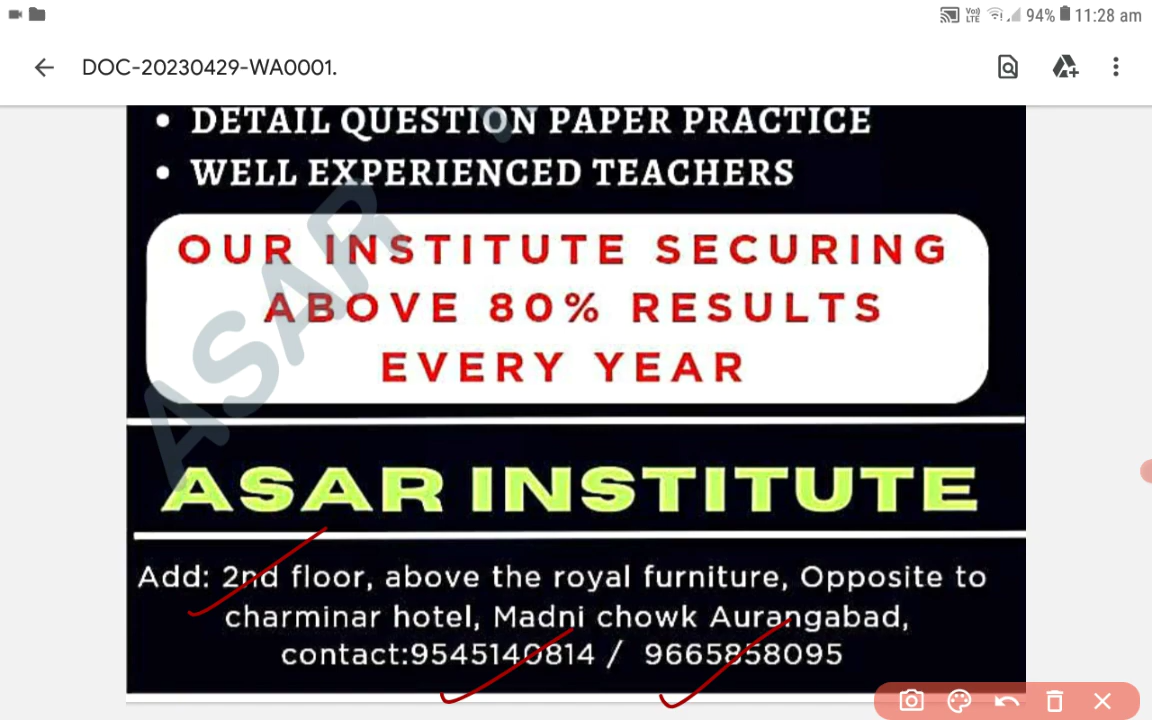 94% 11:28 am
DOC-20230429-WA0001.
• DETAIL QUESTION PAPER PRACTICE
• WELL EXPERIENCED TEACHERS
OUR INSTITUTE SECURING
ABOVE 80% RESULTS
EVERY YEAR
ASAR
ASAR INSTITUTE
Add: 2nd floor, above the royal furniture, Opposite to
charminar hotel, Madni chowk Aurangabad,
contact:9545140814 / 9665858095